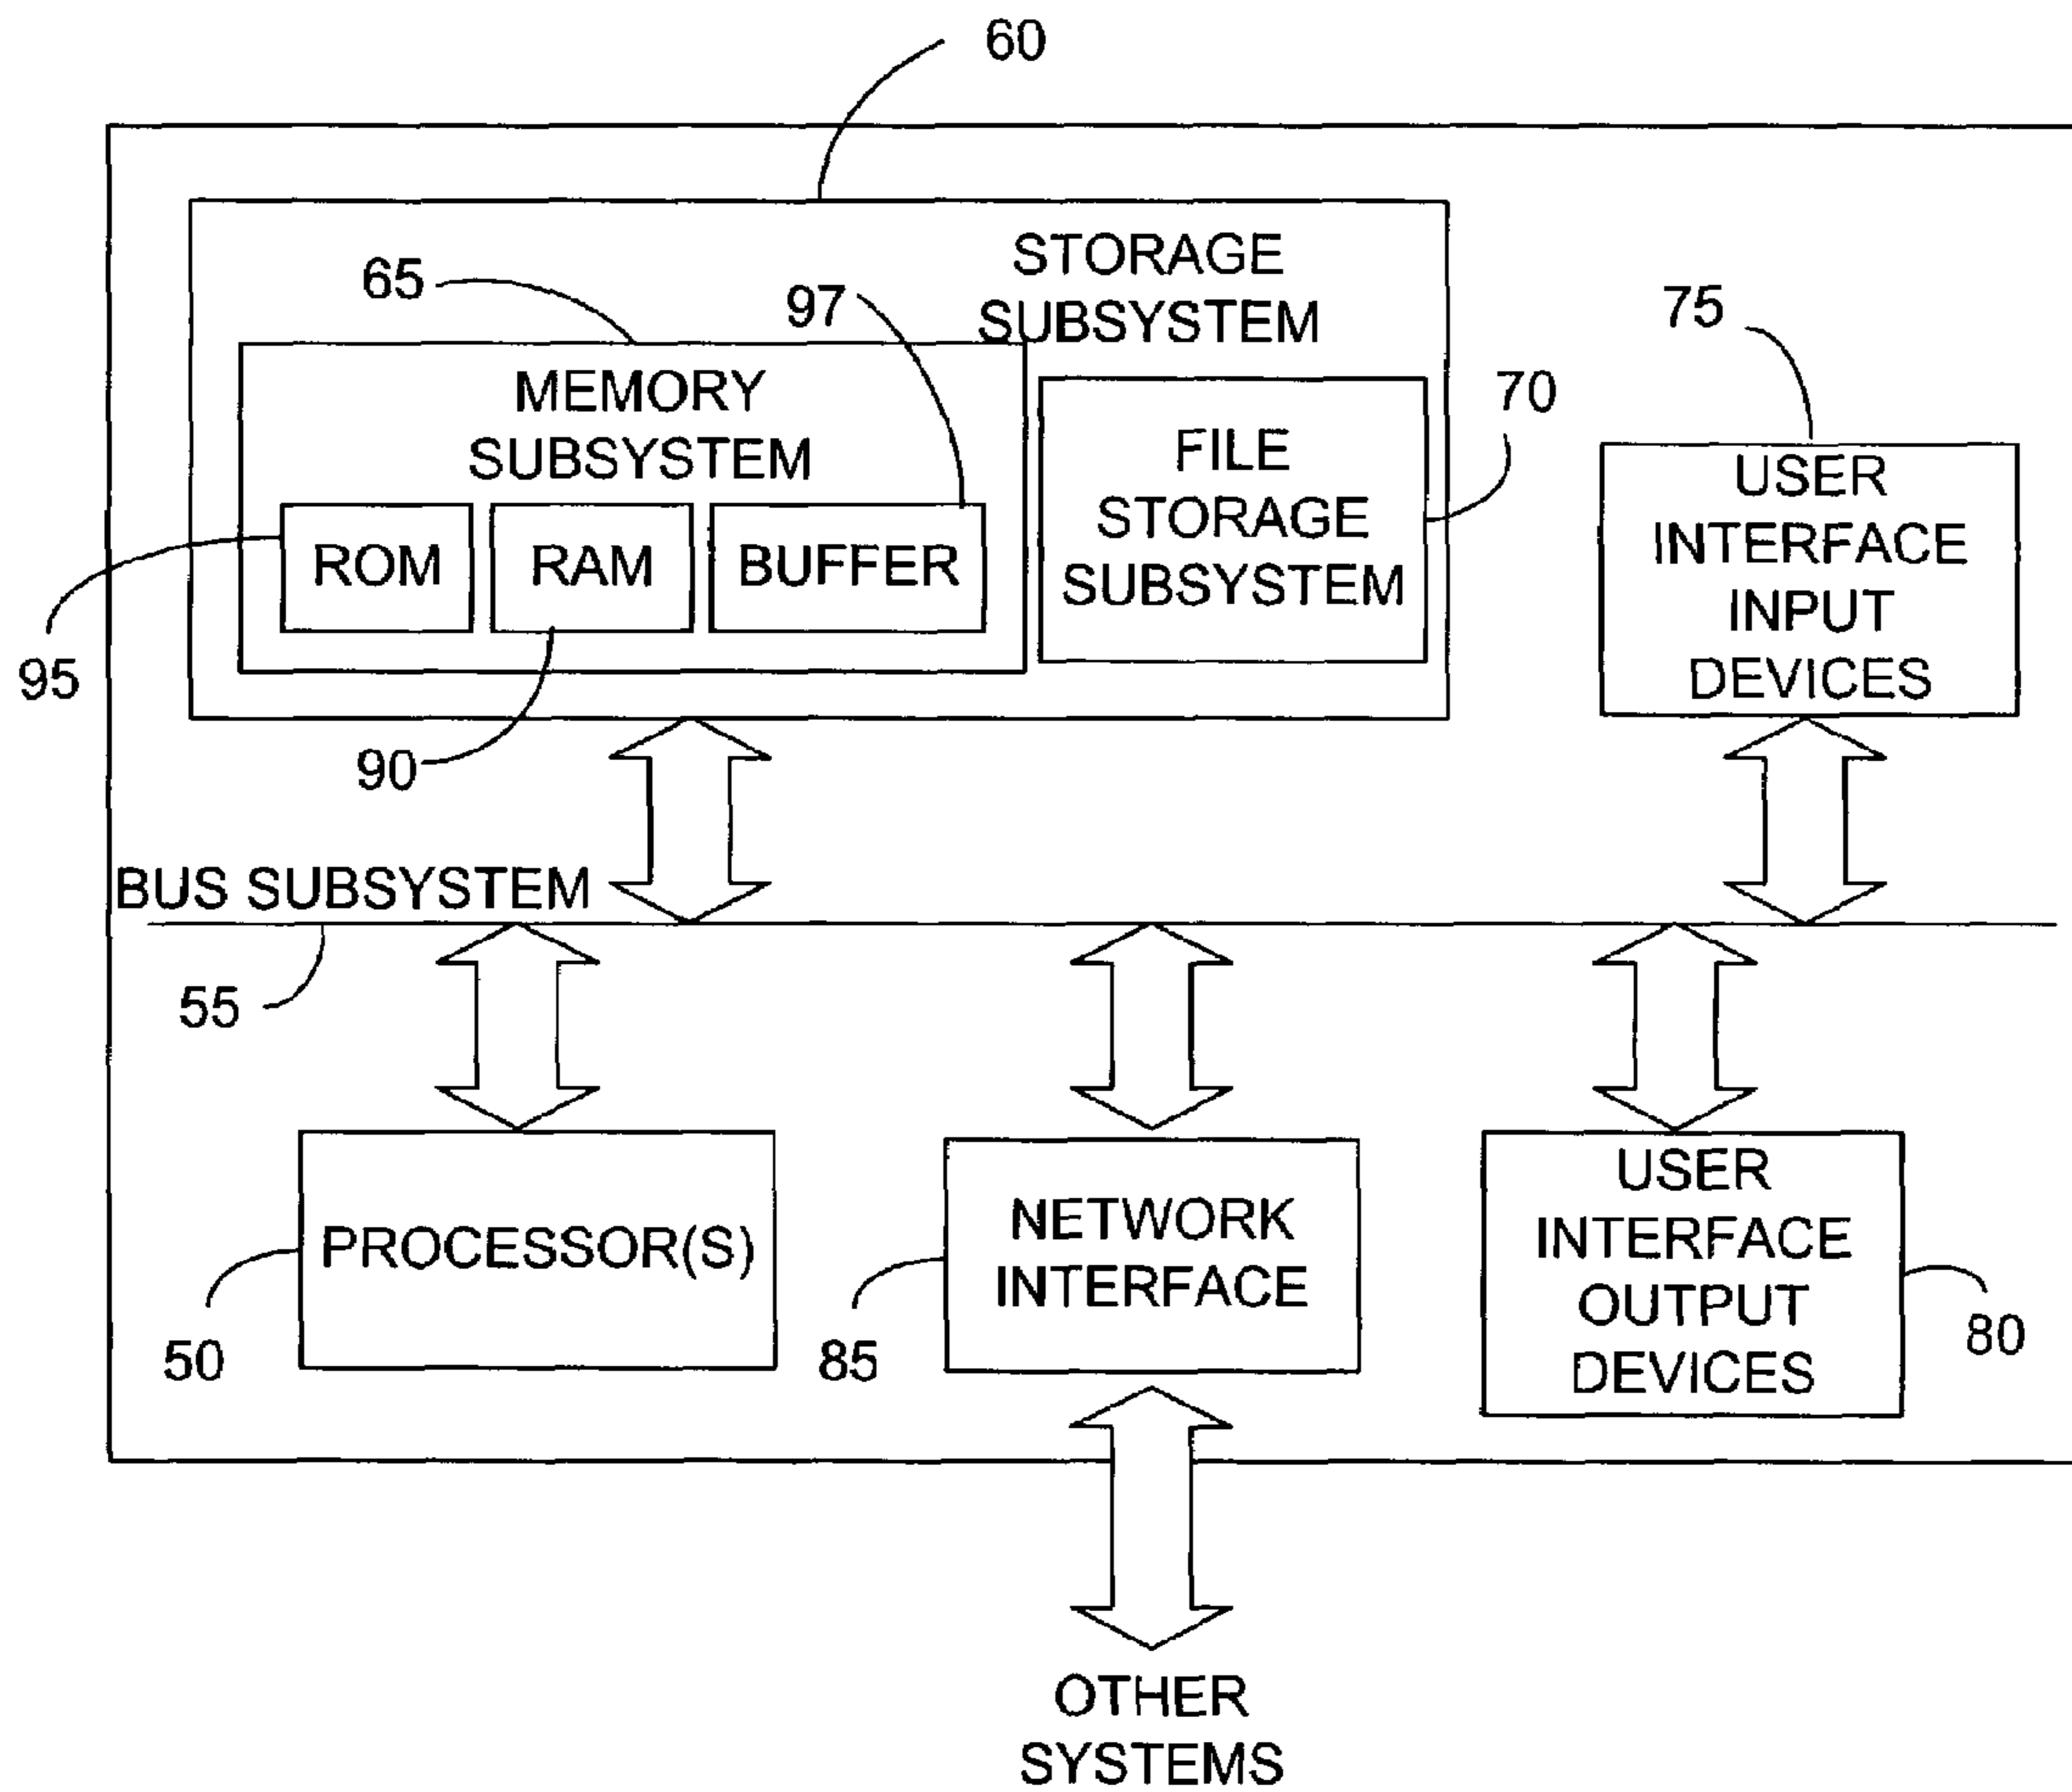 60
STORAGE
SUBSYSTEM
65
97
75
MEMORY
SUBSYSTEM
70
FILE
STORAGE
SUBSYSTEM
USER
INTERFACE
INPUT
DEVICES
ROM
RAM
BUFFER
95
90
BUS SUBSYSTEM
55
PROCESSOR(S)
50
NETWORK
INTERFACE
85
USER
INTERFACE
OUTPUT
DEVICES
80
OTHER
SYSTEMS